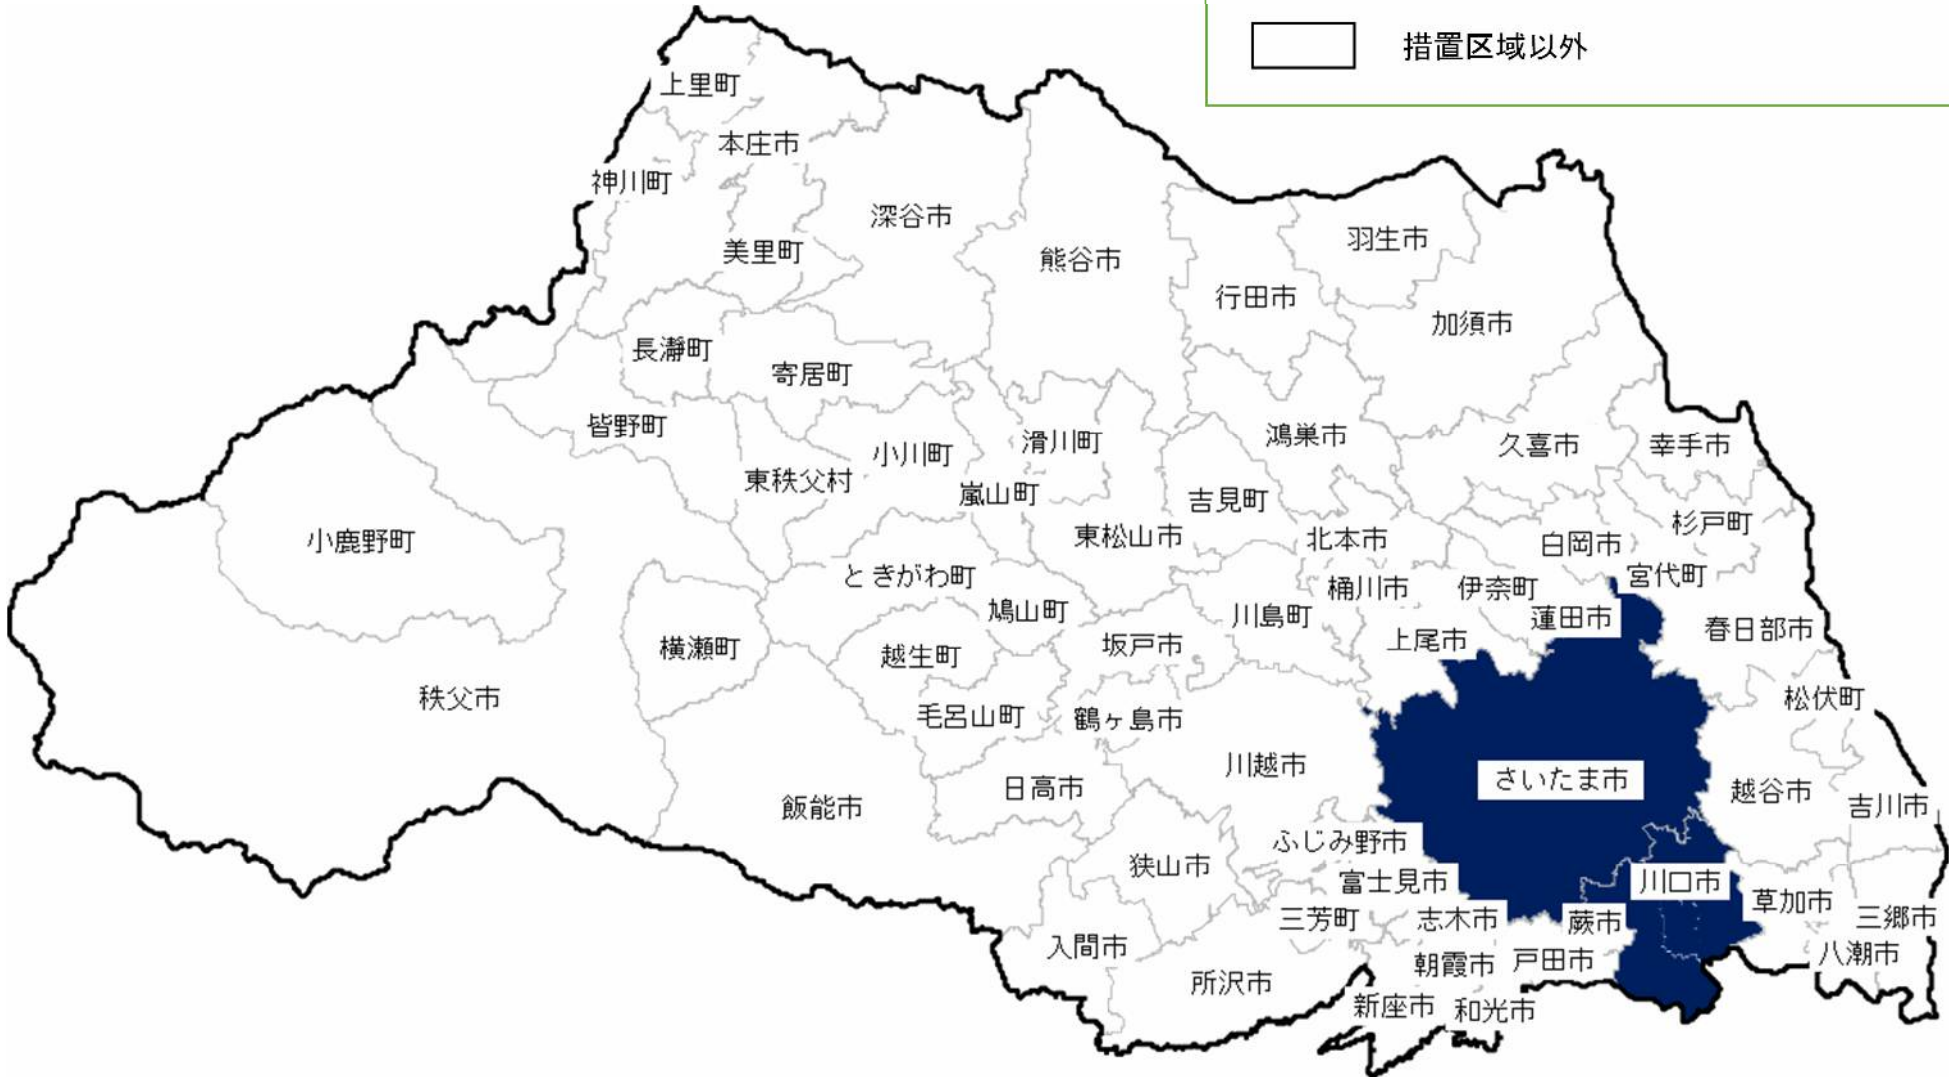 措置区域以外
上里町
本庄市
神川町
深谷市
美里町
熊谷市
羽生市
行田市
加須市
長瀞町
寄居町
皆野町
小川町
滑川町
鴻巣市
久喜市
幸手市
東秩父村
嵐山町
吉見町
東松山市
北本市
杉戸町
白岡市
小鹿野町
ときがわ町
宮代町
桶川市
伊奈町
鳩山町
川島町
蓮田市
春日部市
横瀬町
越生町
坂戸市
上尾市
秩父市
松伏町
毛呂山町
鶴ヶ島市
川越市
さいたま市
日高市
越谷市
飯能市
吉川市
ふじみ野市
狭山市
富士見市
川口市
草加市
三芳町
志木市
蕨市
三郷市
入間市
朝霞市
戸田市
八潮市
所沢市
新座市
和光市